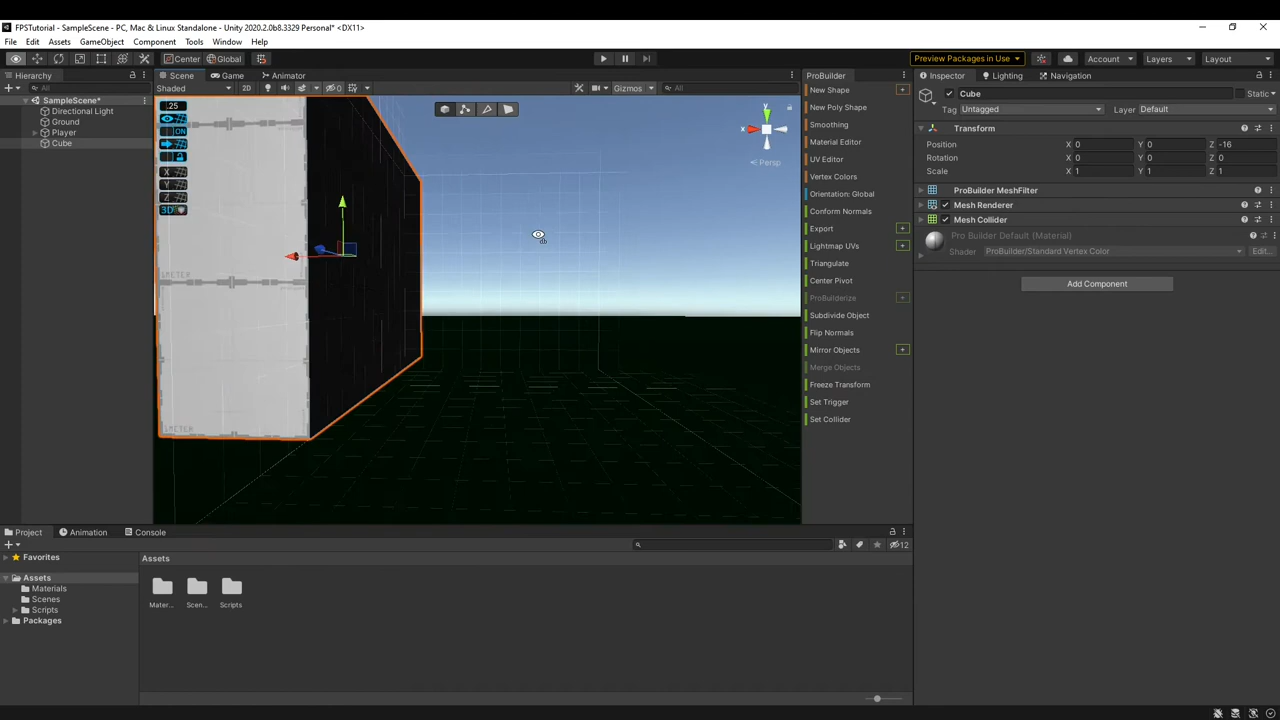 FPSTutorial - SampleScene - PC, Mac & Linux Standalone - Unity 2020.2.0b8.3329 Personal* <DX11>
File Edit Assets GameObject Component Tools Window Help
Center Global
Preview Packages in Use Account Layers Layout
Hierarchy
Scene Game Animator
ProBuilder
Inspector Lighting Navigation
All
SampleScene*
Directional Light
Ground
Player
Cube
Shaded 2D 0 Gizmos All
.25
ON
X
Y
Z
3D
1METER
1METER
y
x
Persp
New Shape
New Poly Shape
Smoothing
Material Editor
UV Editor
Vertex Colors
Orientation: Global
Conform Normals
Export
Lightmap UVs
Triangulate
Center Pivot
ProBuilderize
Subdivide Object
Flip Normals
Mirror Objects
Merge Objects
Freeze Transform
Set Trigger
Set Collider
Cube Static
Tag Untagged Layer Default
Transform
Position X 0 Y 0 Z -16
Rotation X 0 Y 0 Z 0
Scale X 1 Y 1 Z 1
ProBuilder MeshFilter
Mesh Renderer
Mesh Collider
Pro Builder Default (Material)
Shader ProBuilder/Standard Vertex Color Edit...
Add Component
Project Animation Console
12
Favorites
Assets
Materials
Scenes
Scripts
Packages
Assets
Mater... Scen... Scripts